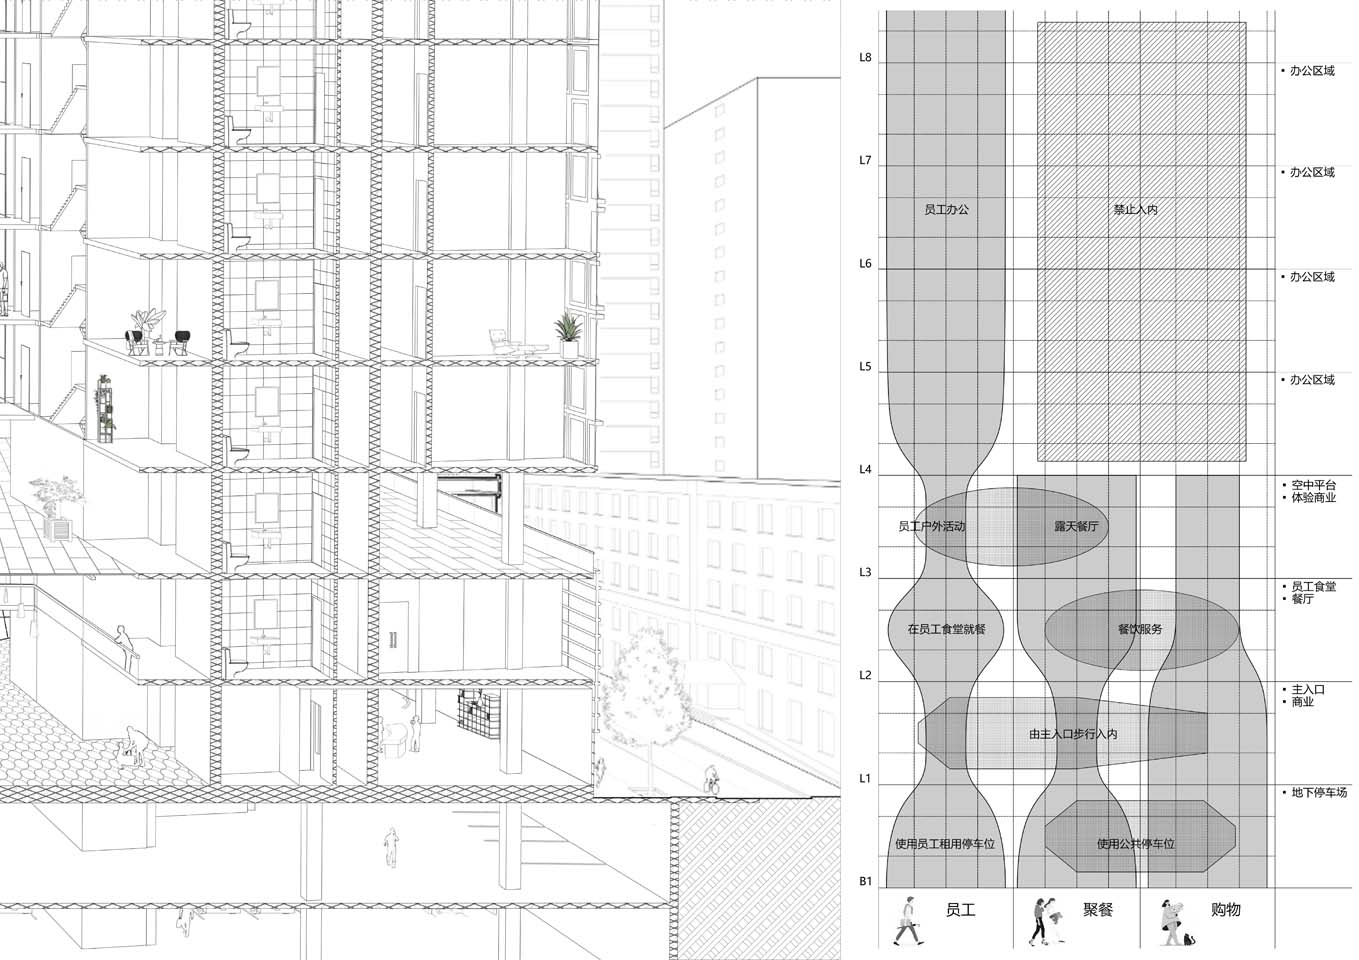 L8
办公区域
L7
办公区域
员工办公
禁止入内
L6
办公区域
L5
办公区域
L4
空中平台
体验商业
员工户外活动
露天餐厅
L3
员工食堂
餐厅
在员工食堂就餐
餐饮服务
L2
主入口
商业
由主入口步行入内
L1
地下停车场
使用员工租用停车位
使用公共停车位
B1
员工
聚餐
购物